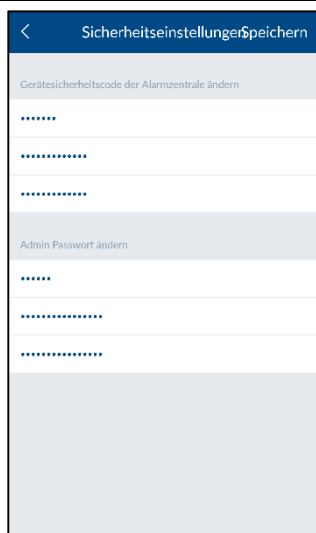 Sicherheitseinstellungen Speichern
Gerätesicherheitscode der Alarmzentrale ändern
•••••••
•••••••••••••
•••••••••••••
Admin Passwort ändern
••••••
••••••••••••••••
••••••••••••••••